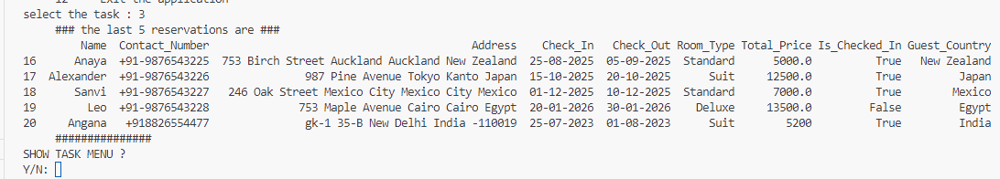 12    Exit the application
select the task : 3
### the last 5 reservations are ###
Name Contact_Number Address Check_In Check_Out Room_Type Total_Price Is_Checked_In Guest_Country
16 Anaya +91-9876543225 753 Birch Street Auckland Auckland New Zealand 25-08-2025 05-09-2025 Standard 5000.0 True New Zealand
17 Alexander +91-9876543226 987 Pine Avenue Tokyo Kanto Japan 15-10-2025 20-10-2025 Suit 12500.0 True Japan
18 Sanvi +91-9876543227 246 Oak Street Mexico City Mexico City Mexico 01-12-2025 10-12-2025 Standard 7000.0 True Mexico
19 Leo +91-9876543228 753 Maple Avenue Cairo Cairo Egypt 20-01-2026 30-01-2026 Deluxe 13500.0 False Egypt
20 Angana +918826554477 gk-1 35-B New Delhi India -110019 25-07-2023 01-08-2023 Suit 5200 True India
###############
SHOW TASK MENU ?
Y/N: